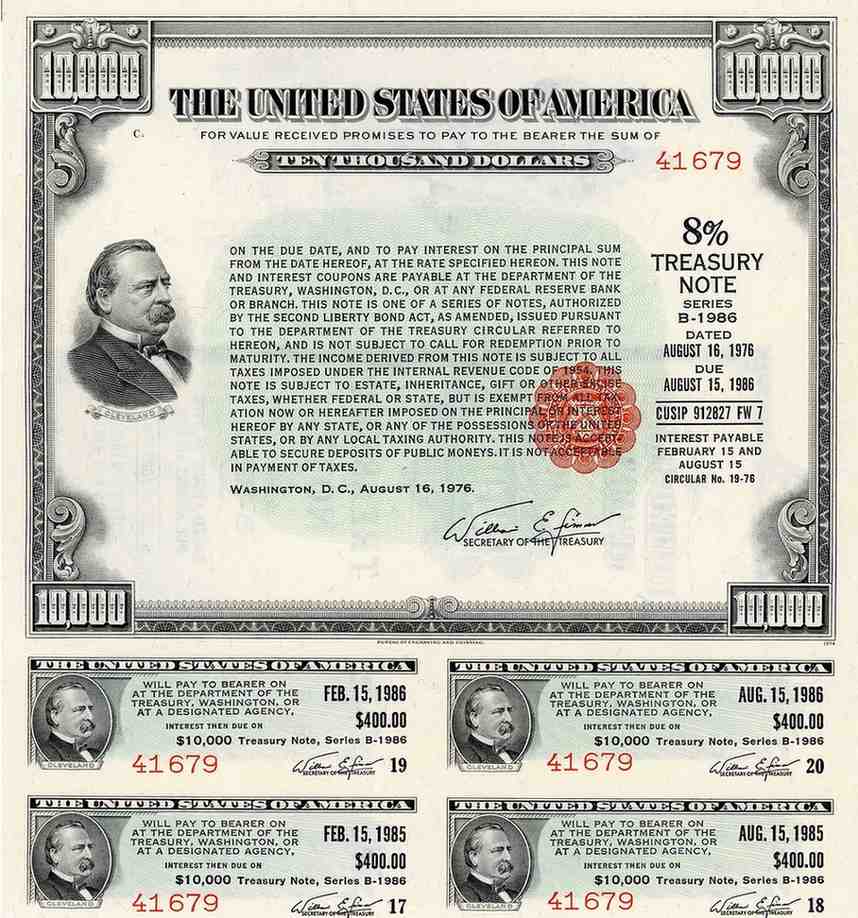 10,000
10,000
THE UNITED STATES OF AMERICA
C.
FOR VALUE RECEIVED PROMISES TO PAY TO THE BEARER THE SUM OF
TEN THOUSAND DOLLARS
41679
ON THE DUE DATE, AND TO PAY INTEREST ON THE PRINCIPAL SUM
FROM THE DATE HEREOF, AT THE RATE SPECIFIED HEREON. THIS NOTE
AND INTEREST COUPONS ARE PAYABLE AT THE DEPARTMENT OF THE
TREASURY, WASHINGTON, D.C., OR AT ANY FEDERAL RESERVE BANK
OR BRANCH. THIS NOTE IS ONE OF A SERIES OF NOTES, AUTHORIZED
BY THE SECOND LIBERTY BOND ACT, AS AMENDED, ISSUED PURSUANT
TO THE DEPARTMENT OF THE TREASURY CIRCULAR REFERRED TO
HEREON, AND IS NOT SUBJECT TO CALL FOR REDEMPTION PRIOR TO
MATURITY. THE INCOME DERIVED FROM THIS NOTE IS SUBJECT TO ALL
TAXES IMPOSED UNDER THE INTERNAL REVENUE CODE OF 1954. THIS
NOTE IS SUBJECT TO ESTATE, INHERITANCE, GIFT OR OTHER EXCISE
TAXES, WHETHER FEDERAL OR STATE, BUT IS EXEMPT FROM ALL TAX-
ATION NOW OR HEREAFTER IMPOSED ON THE PRINCIPAL OR INTEREST
HEREOF BY ANY STATE, OR ANY OF THE POSSESSIONS OF THE UNITED
STATES, OR BY ANY LOCAL TAXING AUTHORITY. THIS NOTE IS ACCEPT-
ABLE TO SECURE DEPOSITS OF PUBLIC MONEYS. IT IS NOT ACCEPTABLE
IN PAYMENT OF TAXES.
WASHINGTON, D. C., AUGUST 16, 1976.
CLEVELAND
8%
TREASURY
NOTE
SERIES
B-1986
DATED
AUGUST 16, 1976
DUE
AUGUST 15, 1986
CUSIP 912827 FW 7
INTEREST PAYABLE
FEBRUARY 15 AND
AUGUST 15
CIRCULAR No. 19-76
William E. Simon
SECRETARY OF THE TREASURY
10,000
10,000
BUREAU OF ENGRAVING AND PRINTING.
THE UNITED STATES OF AMERICA
WILL PAY TO BEARER ON
AT THE DEPARTMENT OF THE
TREASURY, WASHINGTON, OR
AT A DESIGNATED AGENCY,
FEB. 15, 1986
$400.00
INTEREST THEN DUE ON
$10,000 Treasury Note, Series B-1986
CLEVELAND
41679
William E. Simon
SECRETARY OF THE TREASURY
19
THE UNITED STATES OF AMERICA
WILL PAY TO BEARER ON
AT THE DEPARTMENT OF THE
TREASURY, WASHINGTON, OR
AT A DESIGNATED AGENCY,
AUG. 15, 1986
$400.00
INTEREST THEN DUE ON
$10,000 Treasury Note, Series B-1986
CLEVELAND
41679
William E. Simon
SECRETARY OF THE TREASURY
20
THE UNITED STATES OF AMERICA
WILL PAY TO BEARER ON
AT THE DEPARTMENT OF THE
TREASURY, WASHINGTON, OR
AT A DESIGNATED AGENCY,
FEB. 15, 1985
$400.00
INTEREST THEN DUE ON
$10,000 Treasury Note, Series B-1986
CLEVELAND
41679
William E. Simon
SECRETARY OF THE TREASURY
17
THE UNITED STATES OF AMERICA
WILL PAY TO BEARER ON
AT THE DEPARTMENT OF THE
TREASURY, WASHINGTON, OR
AT A DESIGNATED AGENCY,
AUG. 15, 1985
$400.00
INTEREST THEN DUE ON
$10,000 Treasury Note, Series B-1986
CLEVELAND
41679
William E. Simon
SECRETARY OF THE TREASURY
18